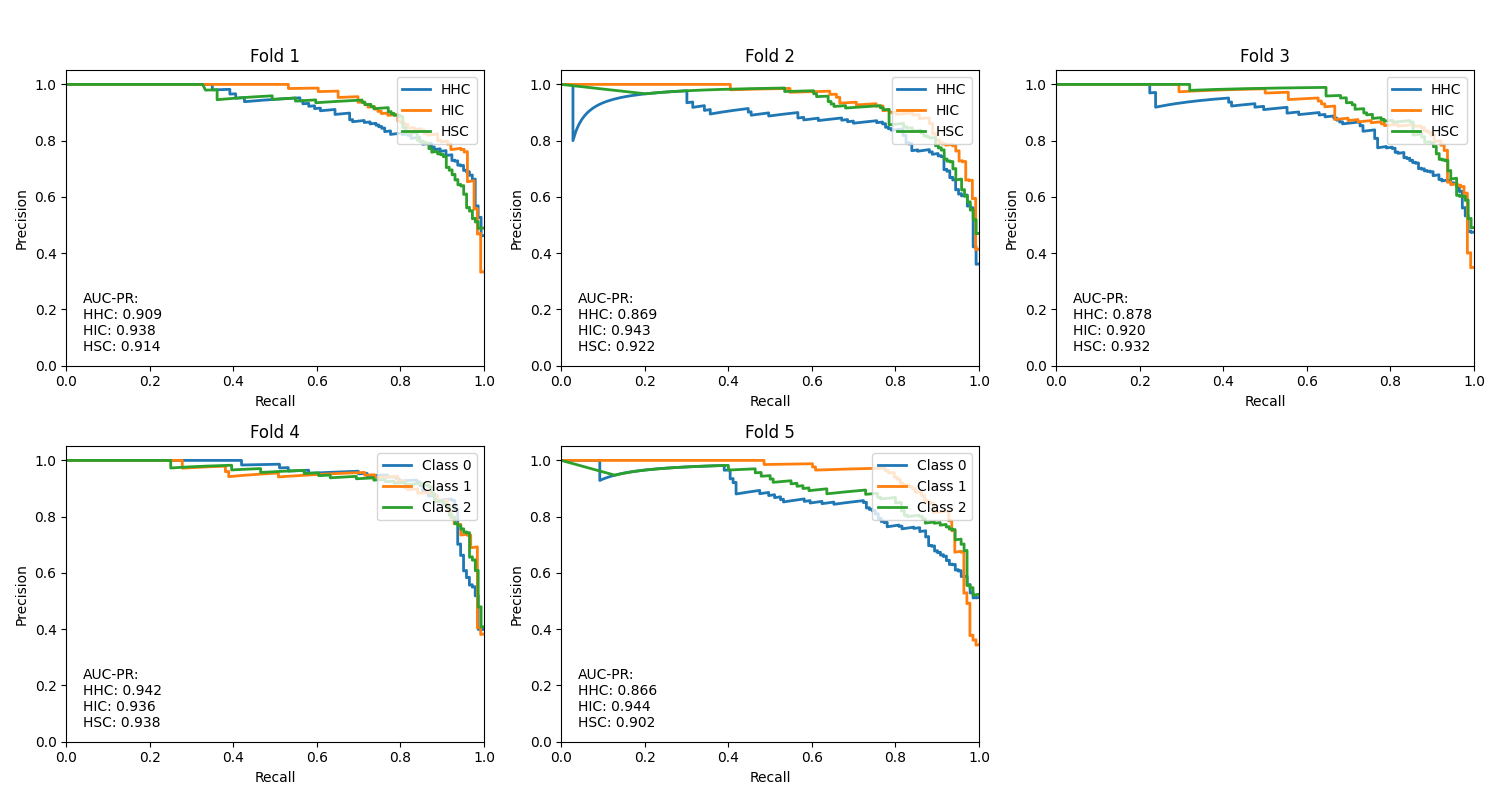 Fold 1
Precision
1.0
0.8
0.6
0.4
0.2
0.0
HHC
HIC
HSC
AUC-PR:
HHC: 0.909
HIC: 0.938
HSC: 0.914
0.0 0.2 0.4 0.6 0.8 1.0
Recall
Fold 2
Precision
1.0
0.8
0.6
0.4
0.2
0.0
HHC
HIC
HSC
AUC-PR:
HHC: 0.869
HIC: 0.943
HSC: 0.922
0.0 0.2 0.4 0.6 0.8 1.0
Recall
Fold 3
Precision
1.0
0.8
0.6
0.4
0.2
0.0
HHC
HIC
HSC
AUC-PR:
HHC: 0.878
HIC: 0.920
HSC: 0.932
0.0 0.2 0.4 0.6 0.8 1.0
Recall
Fold 4
Precision
1.0
0.8
0.6
0.4
0.2
0.0
Class 0
Class 1
Class 2
AUC-PR:
HHC: 0.942
HIC: 0.936
HSC: 0.938
0.0 0.2 0.4 0.6 0.8 1.0
Recall
Fold 5
Precision
1.0
0.8
0.6
0.4
0.2
0.0
Class 0
Class 1
Class 2
AUC-PR:
HHC: 0.866
HIC: 0.944
HSC: 0.902
0.0 0.2 0.4 0.6 0.8 1.0
Recall